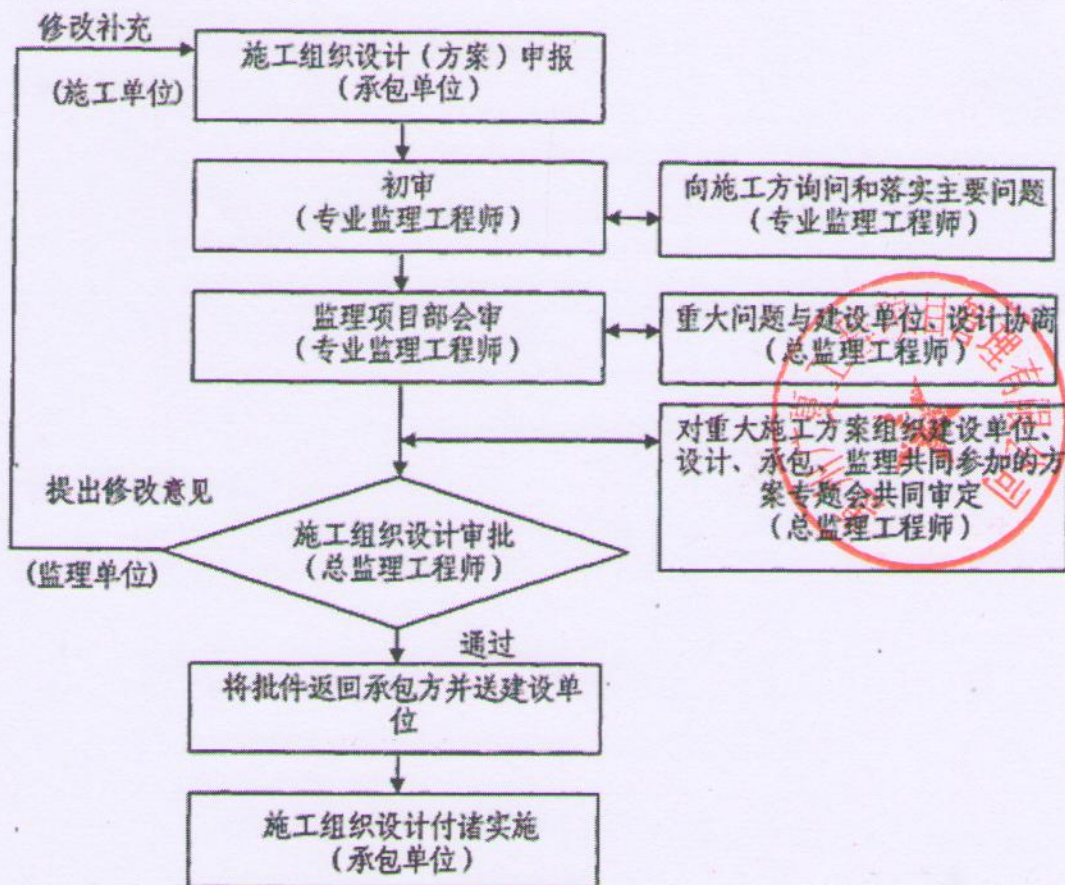 修改补充
(施工单位)
施工组织设计（方案）申报
（承包单位）
初审
（专业监理工程师）
向施工方询问和落实主要问题
（专业监理工程师）
监理项目部会审
（专业监理工程师）
重大问题与建设单位、设计协商
（总监理工程师）
对重大施工方案组织建设单位、
设计、承包、监理共同参加的方
案专题会共同审定
（总监理工程师）
提出修改意见
(监理单位)
施工组织设计审批
（总监理工程师）
通过
将批件返回承包方并送建设单
位
施工组织设计付诸实施
（承包单位）
理有限公司